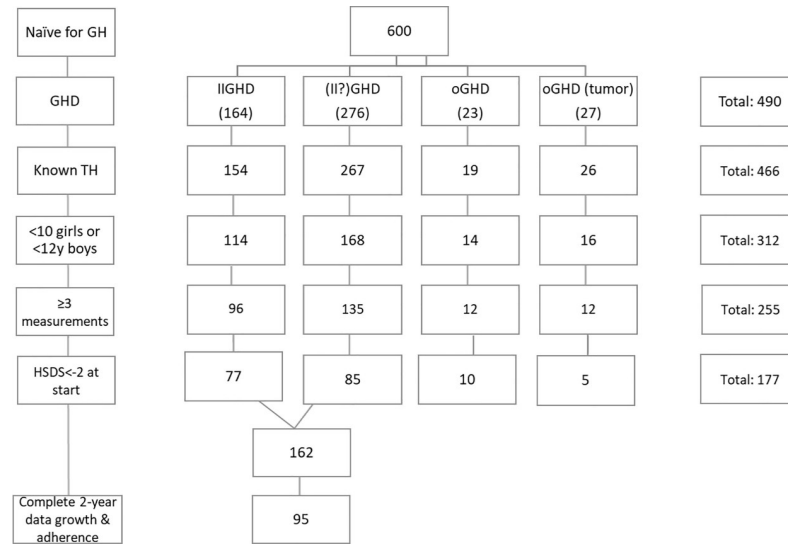 Naïve for GH
600
GHD
IIGHD
(164)
(II?)GHD
(276)
oGHD
(23)
oGHD (tumor)
(27)
Total: 490
Known TH
154
267
19
26
Total: 466
<10 girls or
<12y boys
114
168
14
16
Total: 312
≥3
measurements
96
135
12
12
Total: 255
HSDS<-2 at
start
77
85
10
5
Total: 177
162
Complete 2-year
data growth &
adherence
95